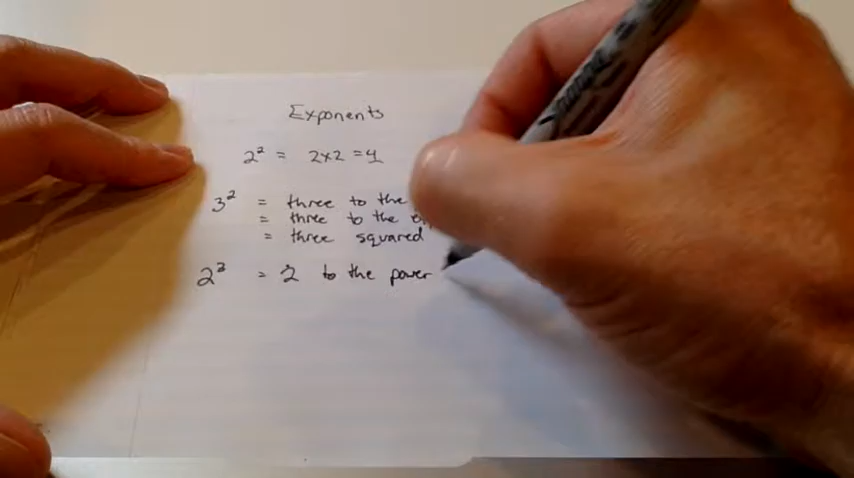 Exponents
2² = 2x2 = 4
3² = three to the
= three to the
= three squared
2³ = 2 to the power